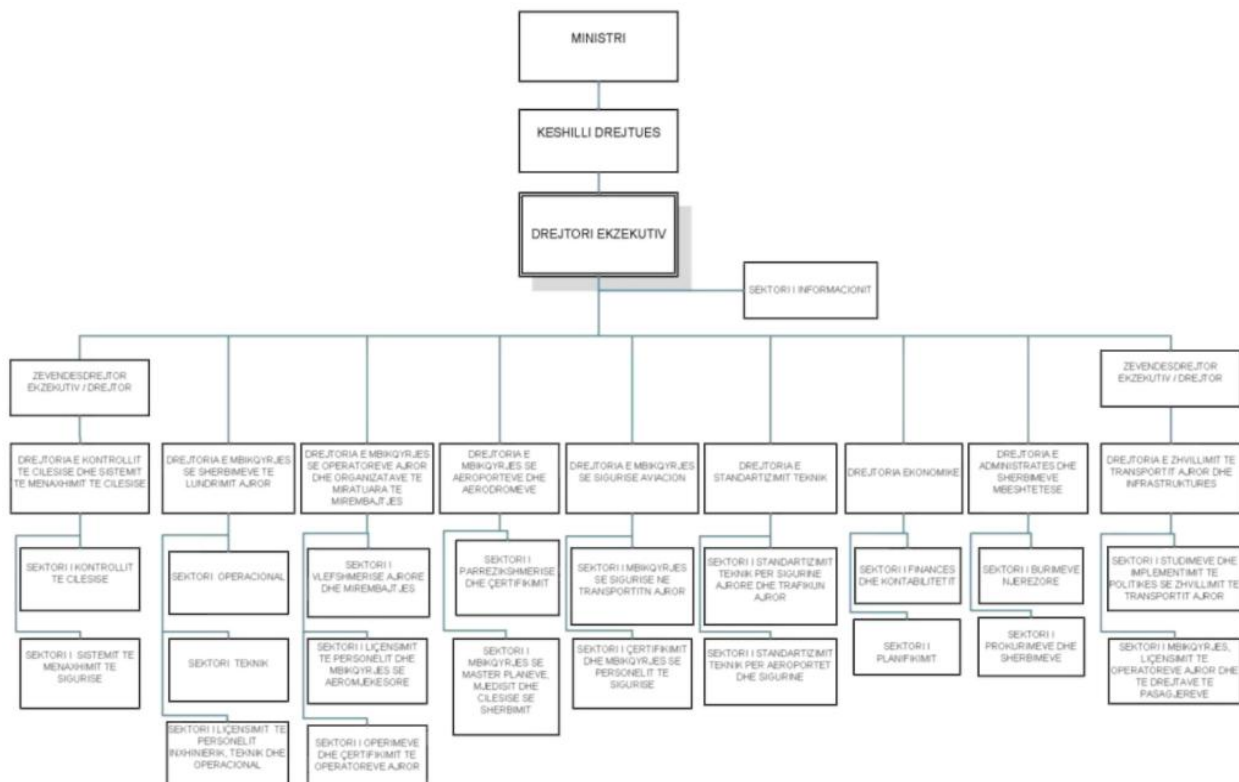 MINISTRI
KESHILLI DREJTUES
DREJTORI EKZEKUTIV
SEKTORI I INFORMACIONIT
ZEVENDESDREJTOR
EKZEKUTIV / DREJTOR
ZEVENDESDREJTOR
EKZEKUTIV / DREJTOR
DREJTORIA E KONTROLLIT
TE CILESISE DHE SISTEMIT
TE MENAXHIMIT TE CILESISE
DREJTORIA E MBIKQYRJES
SE SHERBIMEVE TE
LUNDRIMIT AJROR
DREJTORIA E MBIKQYRJES
SE OPERATOREVE AJROR
DHE ORGANIZATAVE TE
MIRATUARA TE
MIREMBAJTJES
DREJTORIA E
MBIKQYRJES SE
AEROPORTEVE DHE
AERODROMEVE
DREJTORIA E MBIKQYRJES
SE SIGURISE AVIACION
DREJTORIA E
STANDARTIZIMIT TEKNIK
DREJTORIA EKONOMIKE
DREJTORIA E
ADMINISTRATES DHE
SHERBIMEVE
MBESHTETESE
DREJTORIA E ZHVILLIMIT TE
TRANSPORTIT AJROR DHE
INFRASTRUKTURES
SEKTORI I KONTROLLIT
TE CILESISE
SEKTORI OPERACIONAL
SEKTORI I
VLEFSHMERISE AJRORE
DHE MIREMBAJTJES
SEKTORI I
PARREZIKSHMERISE
DHE ÇERTIFIKIMIT
SEKTORI I MBIKQYRJES
SE SIGURISE NE
TRANSPORTITN AJROR
SEKTORI I STANDARTIZIMIT
TEKNIK PER SIGURINE
AJRORE DHE TRAFIKUN
AJROR
SEKTORI I FINANCES
DHE KONTABILITETIT
SEKTORI I BURIMEVE
NJEREZORE
SEKTORI I STUDIMEVE DHE
IMPLEMENTIMIT TE
POLITIKES SE ZHVILLIMIT TE
TRANSPORTIT AJROR
SEKTORI I SISTEMIT TE
MENAXHIMIT TE
SIGURISE
SEKTORI TEKNIK
SEKTORI I LIÇENSIMIT
TE PERSONELIT DHE
MBIKQYRJES SE
AEROMJEKESORE
SEKTORI I
MBIKQYRJES SE
MASTER PLANEVE,
MJEDISIT DHE
CILESISE SE
SHERBIMIT
SEKTORI I ÇERTIFIKIMIT
DHE MBIKQYRJES SE
PERSONELIT TE
SIGURISE
SEKTORI I STANDARTIZIMIT
TEKNIK PER AEROPORTET
DHE SIGURINE
SEKTORI I
PLANIFIKIMIT
SEKTORI I
PROKURIMEVE DHE
SHERBIMEVE
SEKTORI I MBIKQYRJES,
LIÇENSIMIT TE
OPERATOREVE AJROR DHE
TE DREJTAVE TE
PASAGJEREVE
SEKTORI I LIÇENSIMIT TE
PERSONELIT
INXHINIERIK, TEKNIK DHE
OPERACIONAL
SEKTORI I OPERIMEVE
DHE ÇERTIFIKIMIT TE
OPERATOREVE AJROR